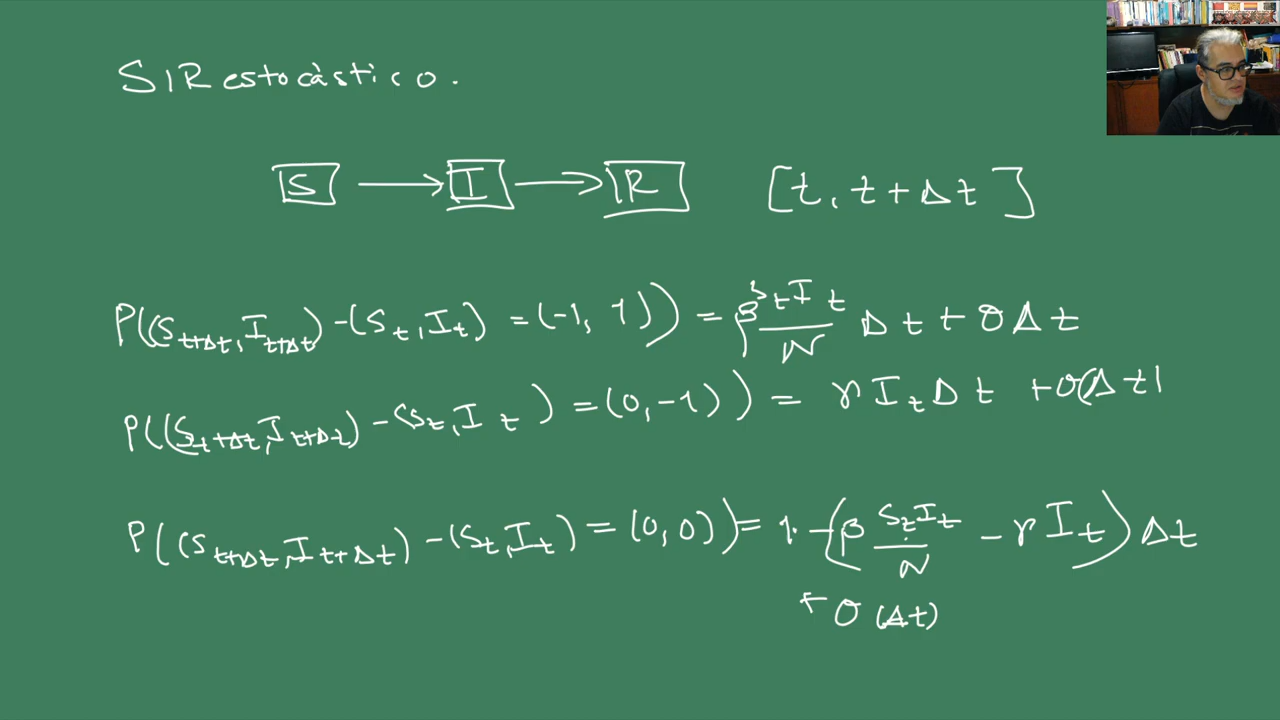 SIR estocàstico.
S → I → R [t, t + Δt]
P((S_{t+Δt}, I_{t+Δt}) - (S_t, I_t) = (-1, 1)) = β S_t I_t / N Δt + O Δt
P((S_{t+Δt}, I_{t+Δt}) - (S_t, I_t) = (0, -1)) = γ I_t Δt + O(Δt)
P((S_{t+Δt}, I_{t+Δt}) - (S_t, I_t) = (0, 0)) = 1 - (β S_t I_t / N - γ I_t) Δt
+ O(Δt)